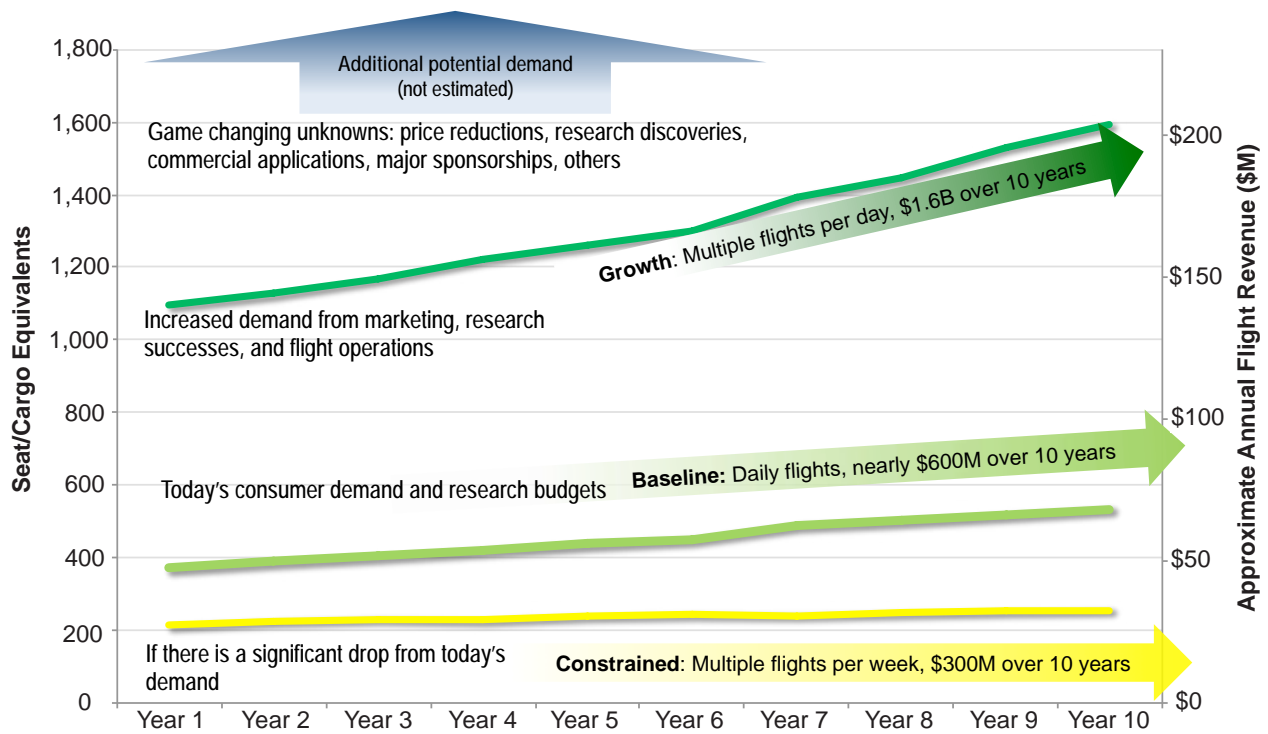 Additional potential demand
(not estimated)
Game changing unknowns: price reductions, research discoveries,
commercial applications, major sponsorships, others
Growth: Multiple flights per day, $1.6B over 10 years
Increased demand from marketing, research
successes, and flight operations
Baseline: Daily flights, nearly $600M over 10 years
Today's consumer demand and research budgets
If there is a significant drop from today's
demand
Constrained: Multiple flights per week, $300M over 10 years
Seat/Cargo Equivalents
1,800
1,600
1,400
1,200
1,000
800
600
400
200
0
Approximate Annual Flight Revenue ($M)
$200
$150
$100
$50
$0
Year 1 Year 2 Year 3 Year 4 Year 5 Year 6 Year 7 Year 8 Year 9 Year 10